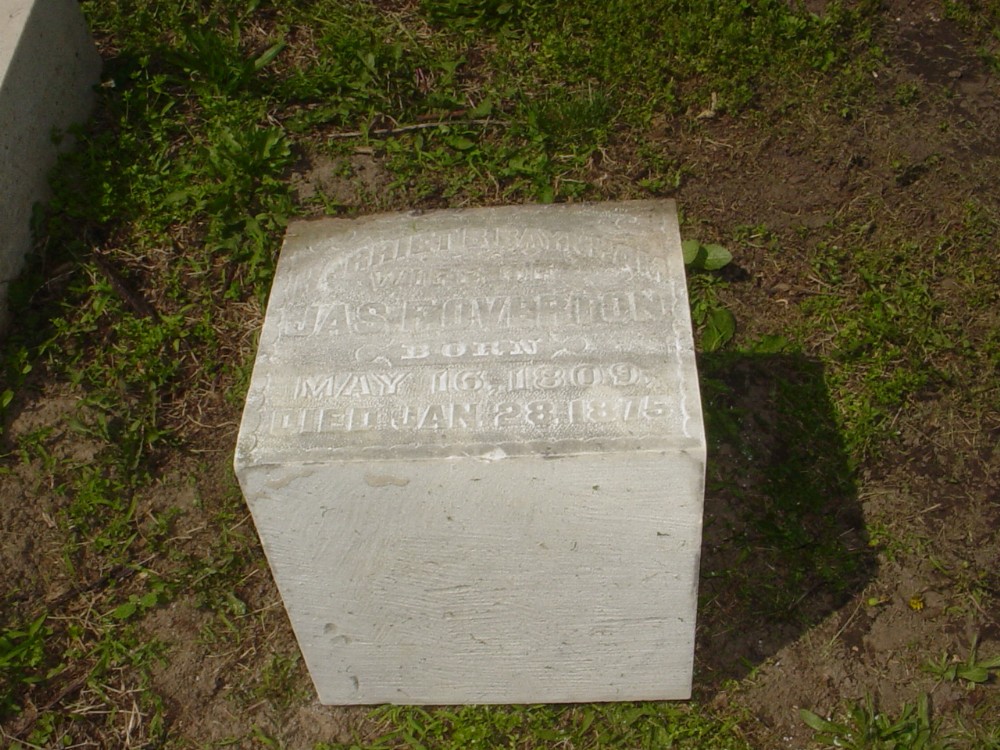 WIFE OF
JAS. F. OVERTON
BORN
MAY 16, 1809.
DIED JAN. 28, 1875.